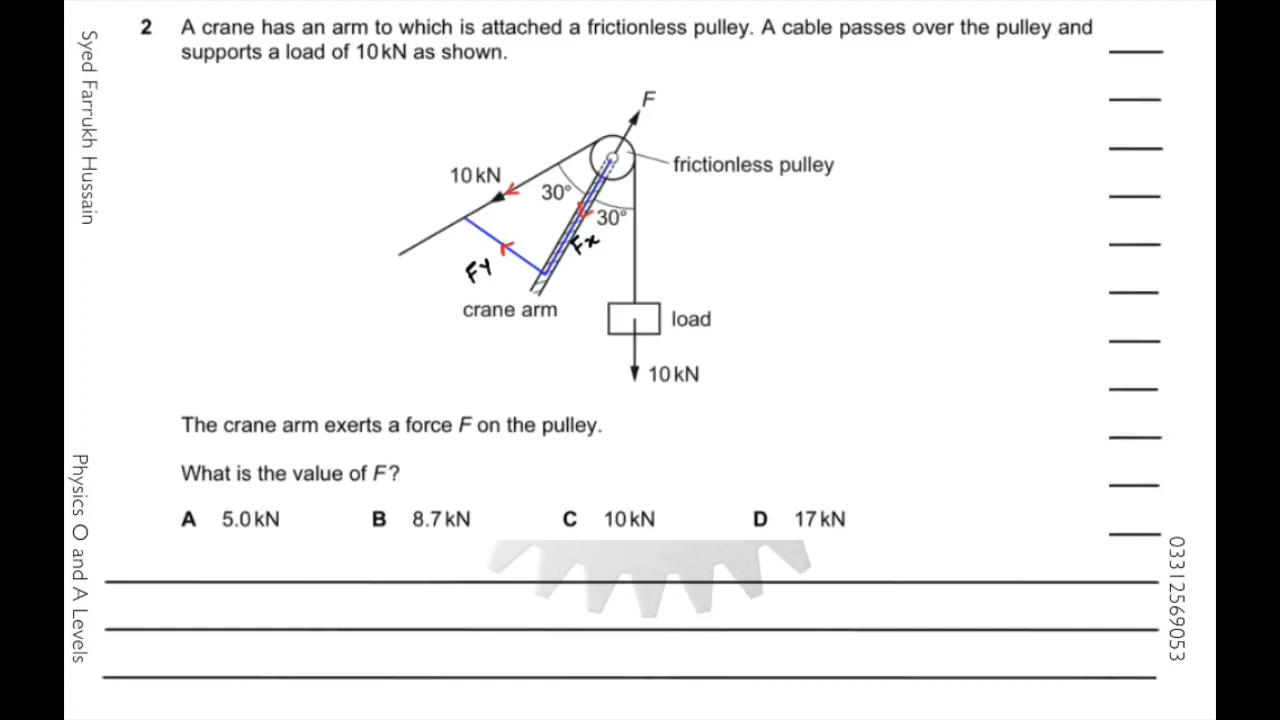 2 A crane has an arm to which is attached a frictionless pulley. A cable passes over the pulley and
supports a load of 10 kN as shown.
F
frictionless pulley
10 kN
30°
30°
Fx
Fy
crane arm
load
10 kN
The crane arm exerts a force F on the pulley.
What is the value of F?
A 5.0 kN B 8.7 kN C 10 kN D 17 kN
Syed Farrukh Hussain
Physics O and A Levels
03312569053